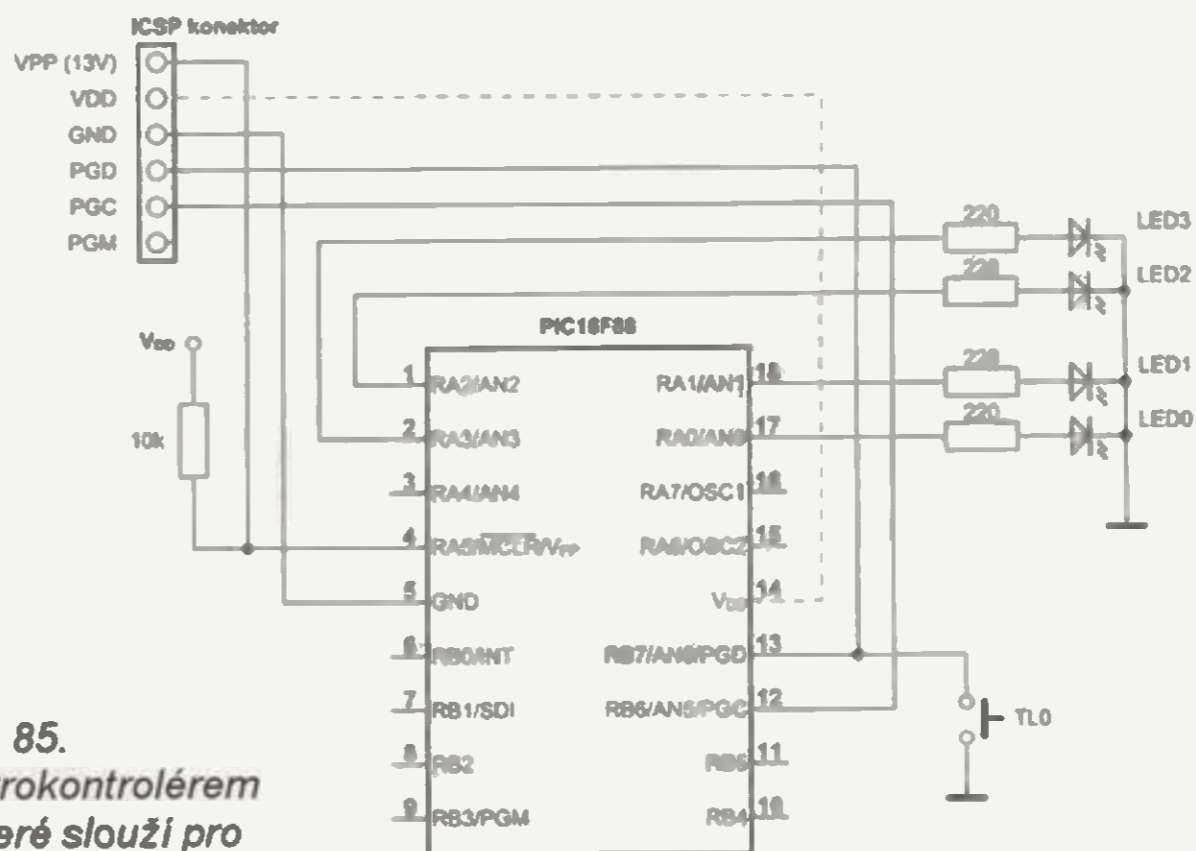 ICSP konektor
VPP (13V)
VDD
GND
PGD
PGC
PGM
220
LED3
220
LED2
220
LED1
220
LED0
VDD
10k
PIC16F88
1 RA2/AN2
2 RA3/AN3
3 RA4/AN4
4 RA5/MCLR/VPP
5 GND
6 RB0/INT
7 RB1/SDI
8 RB2
9 RB3/PGM
RA1/AN1 18
RA0/AN0 17
RA7/OSC1 16
RA6/OSC2 15
VDD 14
RB7/AN6/PGD 13
RB6/AN5/PGC 12
RB5 11
RB4 10
TL0
85.
rokontrolérem
eré slouží pro